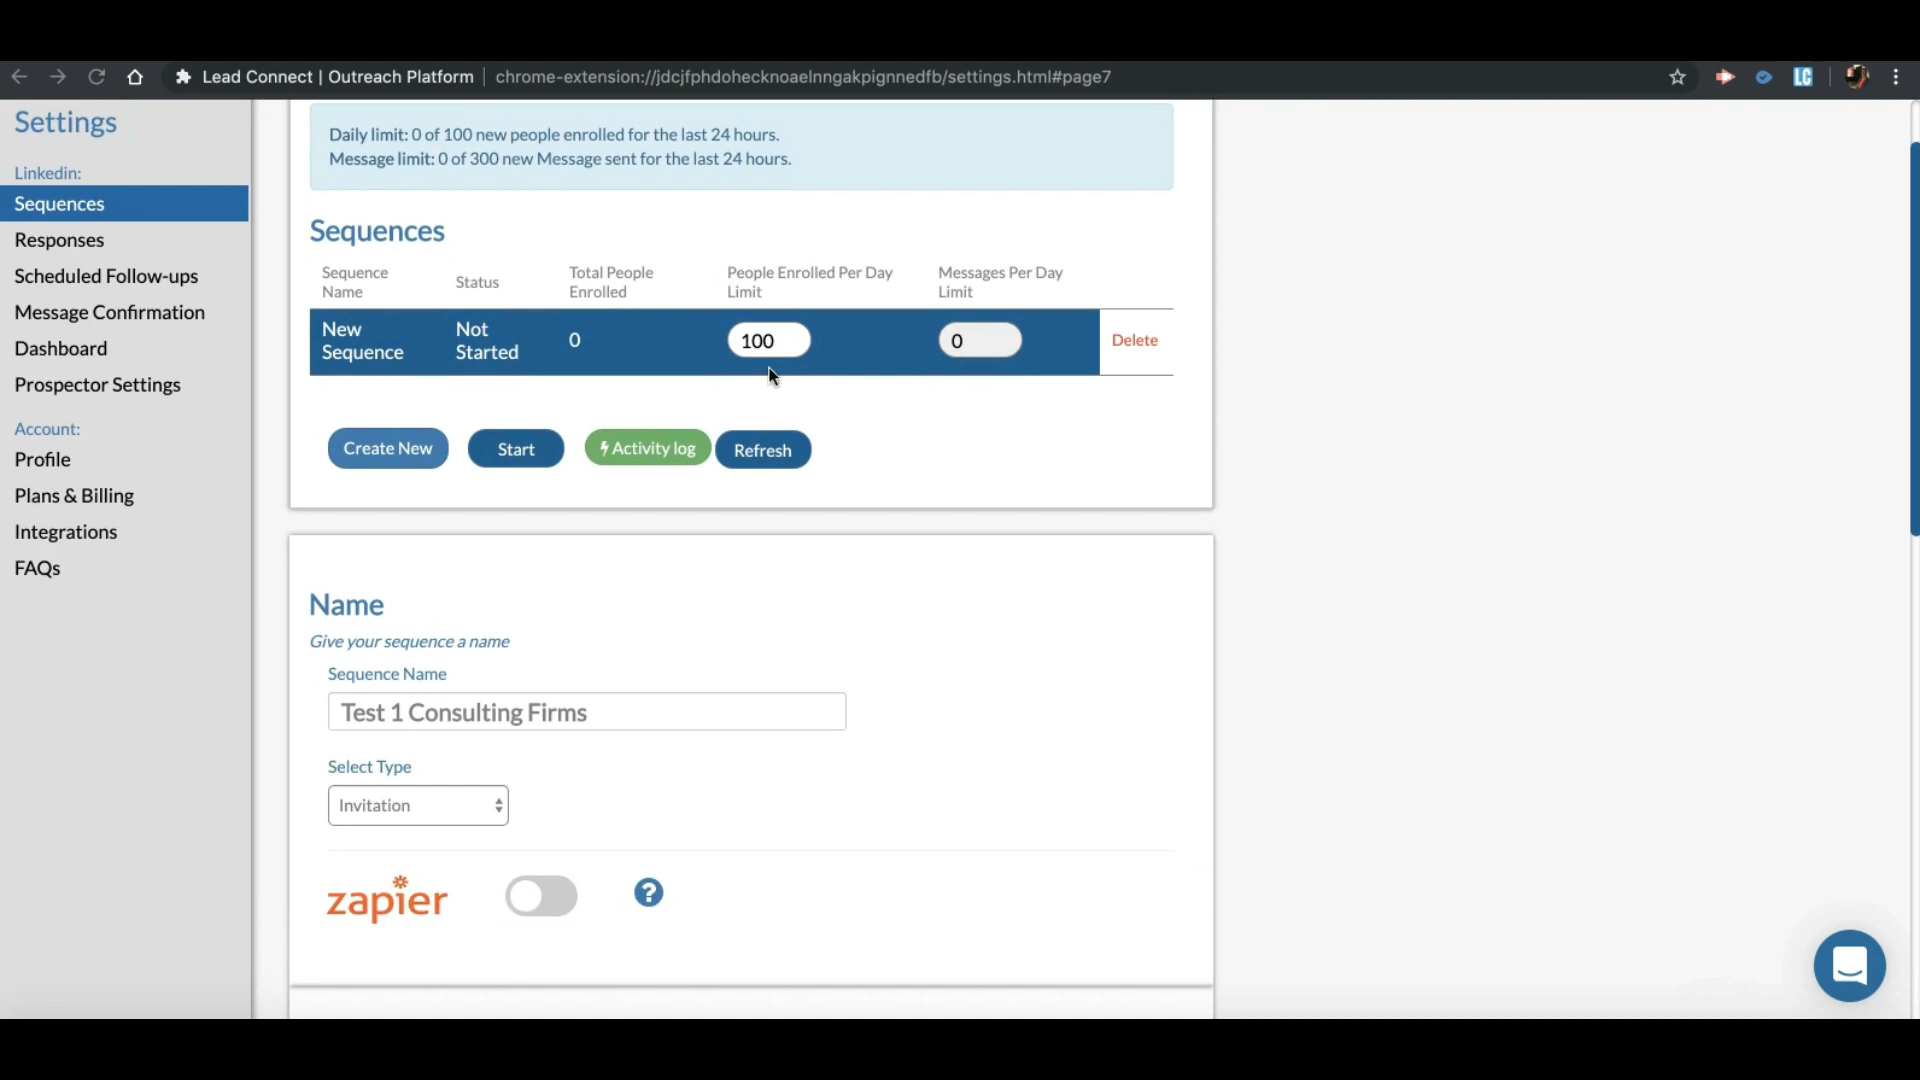 Lead Connect | Outreach Platform chrome-extension://jdcjfphdohecknoaelnngakpignnedfb/settings.html#page7
LC
Settings
Linkedin:
Sequences
Responses
Scheduled Follow-ups
Message Confirmation
Dashboard
Prospector Settings
Account:
Profile
Plans & Billing
Integrations
FAQs
Daily limit: 0 of 100 new people enrolled for the last 24 hours.
Message limit: 0 of 300 new Message sent for the last 24 hours.
Sequences
Sequence Name
Status
Total People Enrolled
People Enrolled Per Day Limit
Messages Per Day Limit
New Sequence
Not Started
0
100
0
Delete
Create New
Start
Activity log
Refresh
Name
Give your sequence a name
Sequence Name
Test 1 Consulting Firms
Select Type
Invitation
zapier
?